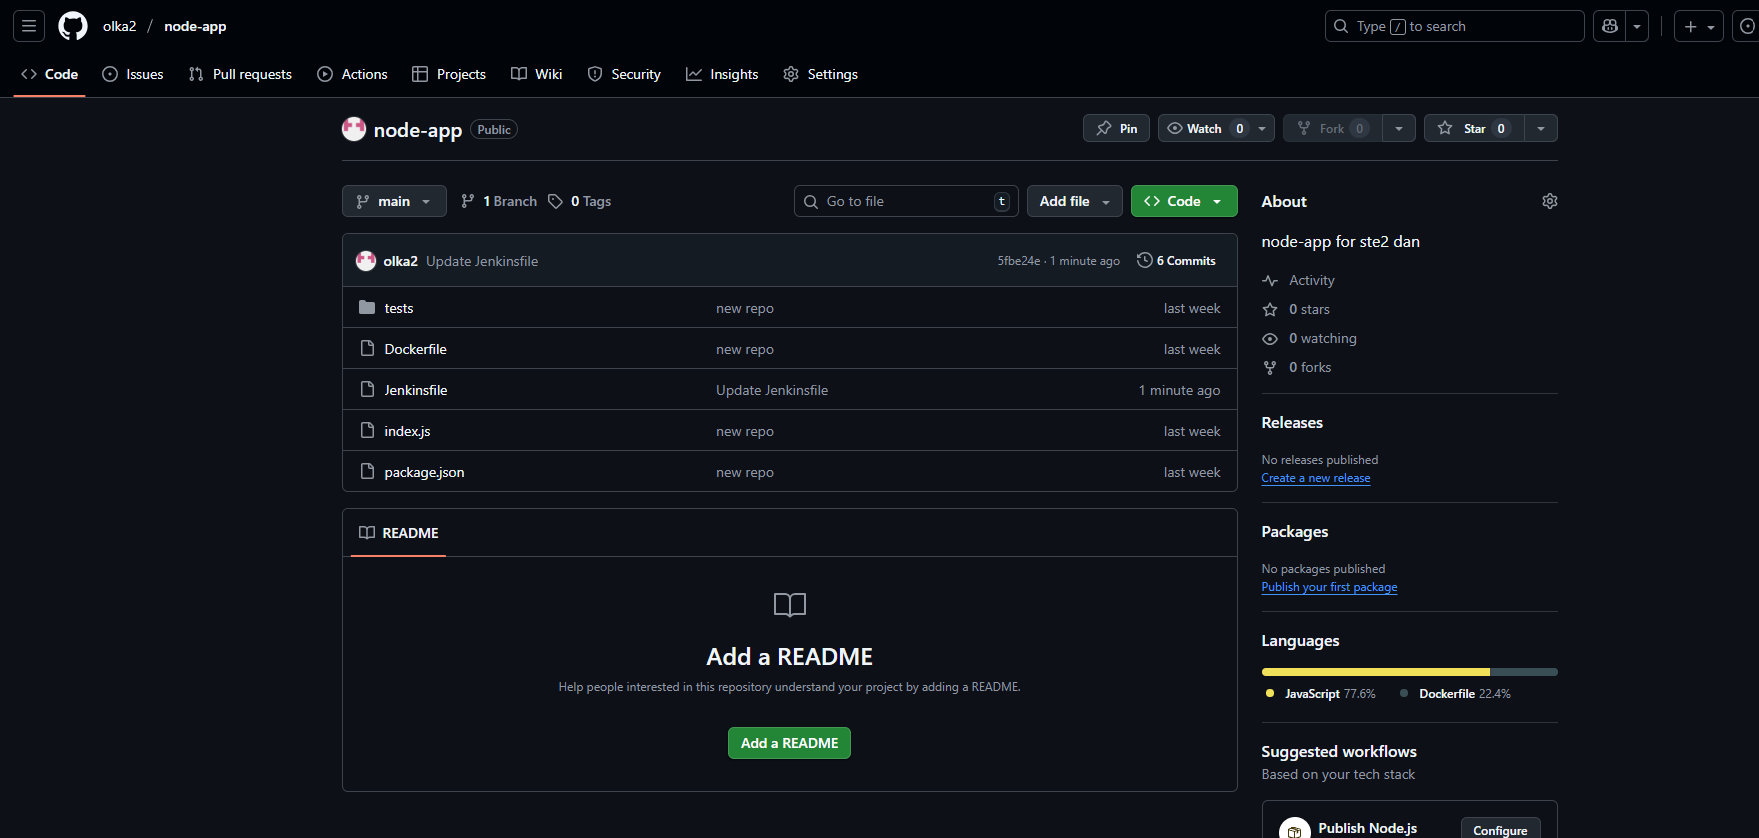 olka2 / node-app
Type / to search
Code
Issues
Pull requests
Actions
Projects
Wiki
Security
Insights
Settings
node-app Public
Pin
Watch 0
Fork 0
Star 0
main
1 Branch
0 Tags
Go to file
t
Add file
Code
olka2 Update Jenkinsfile
5fbe24e · 1 minute ago
6 Commits
tests new repo last week
Dockerfile new repo last week
Jenkinsfile Update Jenkinsfile 1 minute ago
index.js new repo last week
package.json new repo last week
README
Add a README
Help people interested in this repository understand your project by adding a README.
Add a README
About
node-app for ste2 dan
Activity
0 stars
0 watching
0 forks
Releases
No releases published
Create a new release
Packages
No packages published
Publish your first package
Languages
JavaScript 77.6%
Dockerfile 22.4%
Suggested workflows
Based on your tech stack
Publish Node.js
Configure